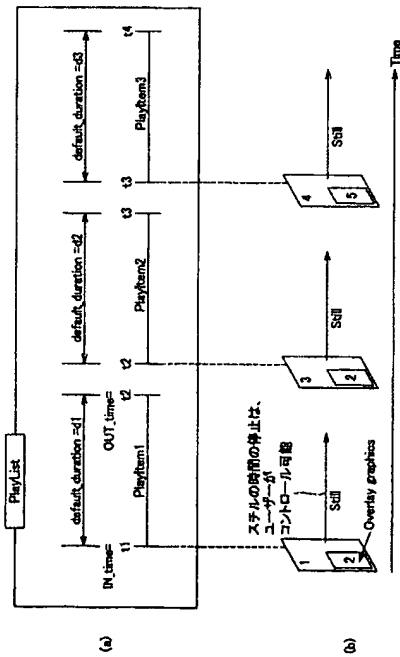 PlayList
default_duration =d1
default_duration =d2
default_duration =d3
IN_time=
t1
OUT_time=
t2
t2
t3
t3
t4
PlayItem1
PlayItem2
PlayItem3
(a)
ステルの時間の停止は、
ユーザーが
コントロール可能
1
2
Still
3
2
Still
4
5
Still
Overlay graphics
(b)
Time